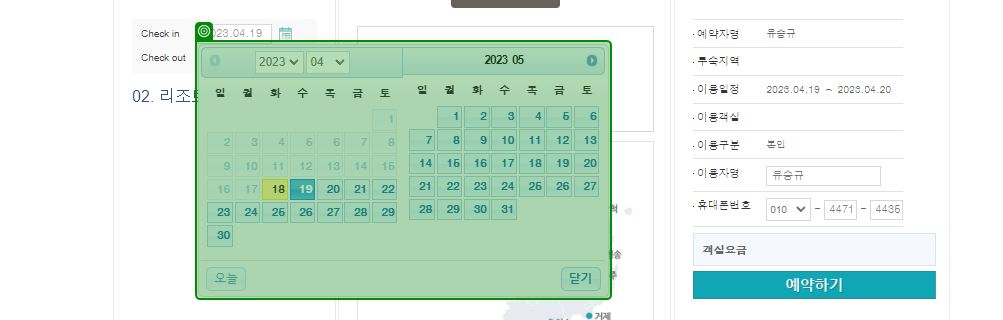 Check in
2023.04.19
Check out
02. 리조트
2023
04
일 월 화 수 목 금 토
1
2 3 4 5 6 7 8
9 10 11 12 13 14 15
16 17 18 19 20 21 22
23 24 25 26 27 28 29
30
오늘
2023 05
일 월 화 수 목 금 토
1 2 3 4 5 6
7 8 9 10 11 12 13
14 15 16 17 18 19 20
21 22 23 24 25 26 27
28 29 30 31
닫기
거제
예약자명 유승규
투숙지역
이용일정 2023.04.19 ~ 2023.04.20
이용객실
이용구분 본인
이용자명 유승규
휴대폰번호 010 - 4471 - 4435
객실요금
예약하기